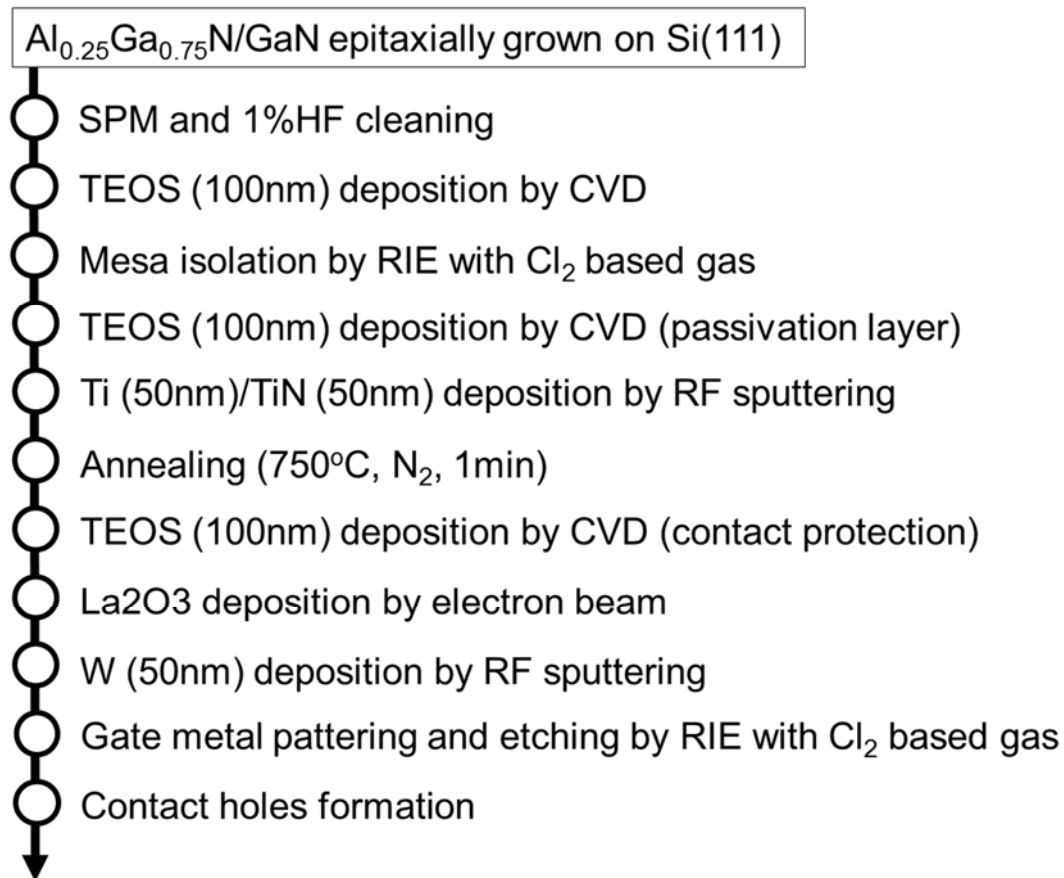 Al0.25Ga0.75N/GaN epitaxially grown on Si(111)
SPM and 1%HF cleaning
TEOS (100nm) deposition by CVD
Mesa isolation by RIE with Cl2 based gas
TEOS (100nm) deposition by CVD (passivation layer)
Ti (50nm)/TiN (50nm) deposition by RF sputtering
Annealing (750oC, N2, 1min)
TEOS (100nm) deposition by CVD (contact protection)
La2O3 deposition by electron beam
W (50nm) deposition by RF sputtering
Gate metal pattering and etching by RIE with Cl2 based gas
Contact holes formation